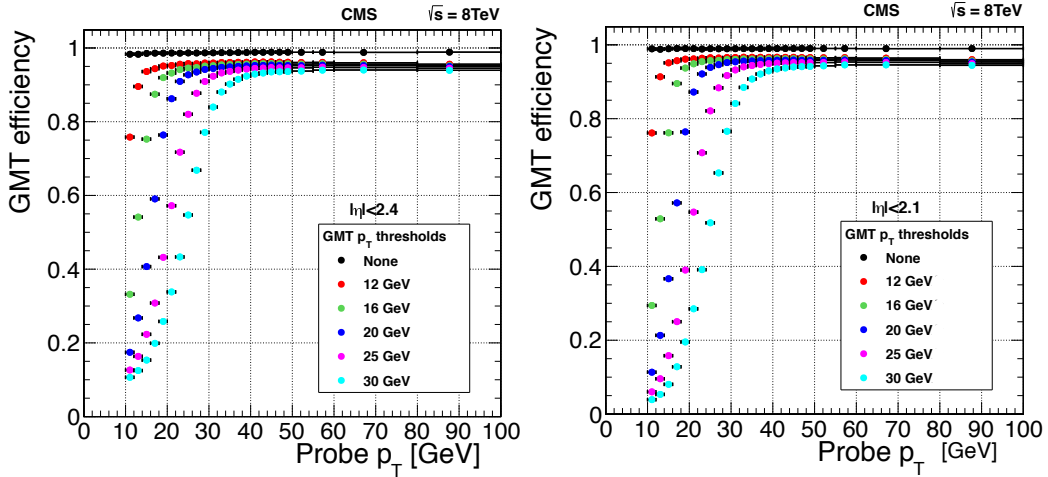 CMS √s = 8TeV
GMT efficiency
1
0.8
0.6
0.4
0.2
0
|η|<2.4
GMT pT thresholds
None
12 GeV
16 GeV
20 GeV
25 GeV
30 GeV
0 10 20 30 40 50 60 70 80 90 100
Probe pT [GeV]
CMS √s = 8TeV
GMT efficiency
1
0.8
0.6
0.4
0.2
0
|η|<2.1
GMT pT thresholds
None
12 GeV
16 GeV
20 GeV
25 GeV
30 GeV
0 10 20 30 40 50 60 70 80 90 100
Probe pT [GeV]